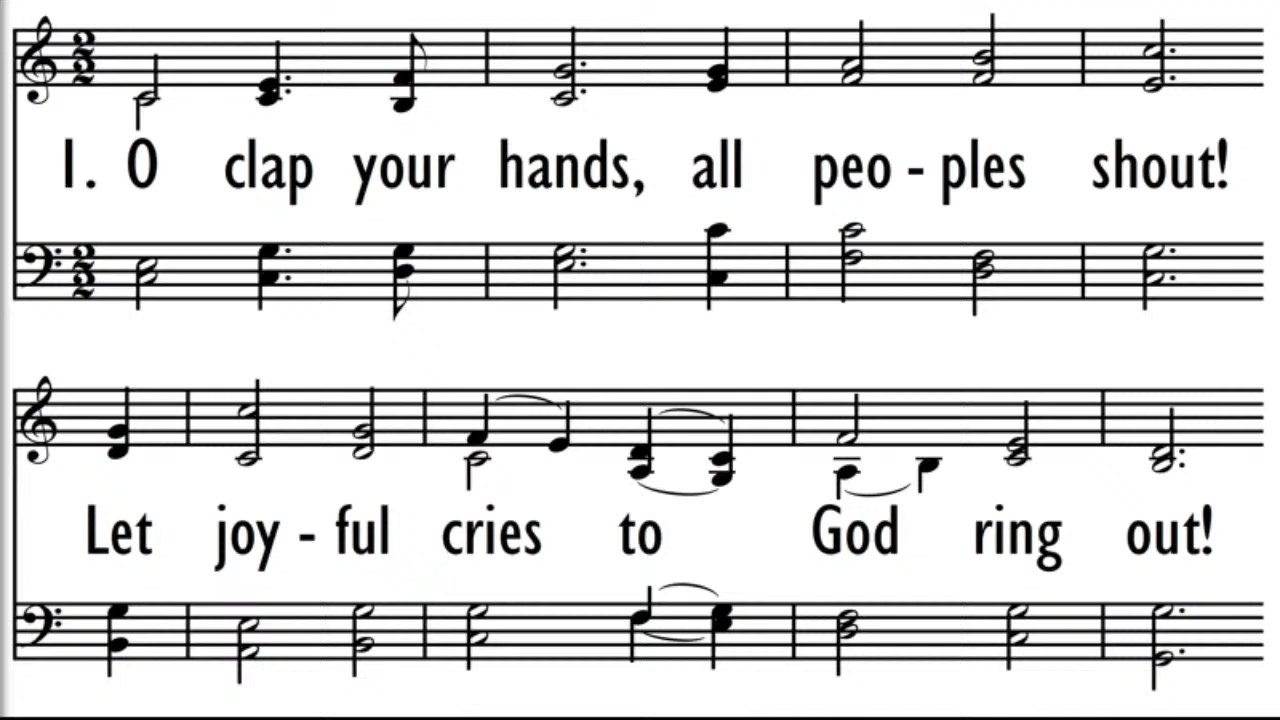 1. O clap your hands, all peo - ples shout!
Let joy - ful cries to God ring out!